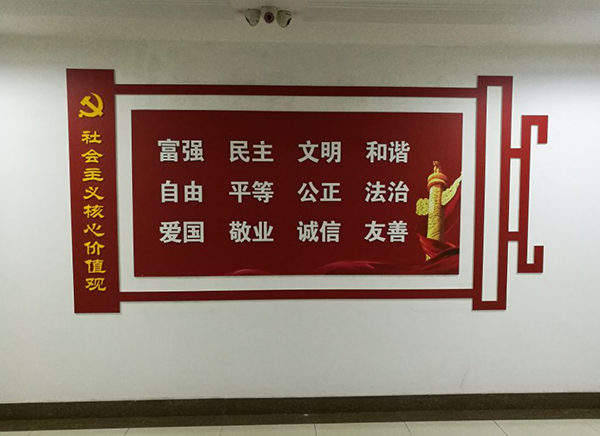 社会主义核心价值观
富强 民主 文明 和谐
自由 平等 公正 法治
爱国 敬业 诚信 友善